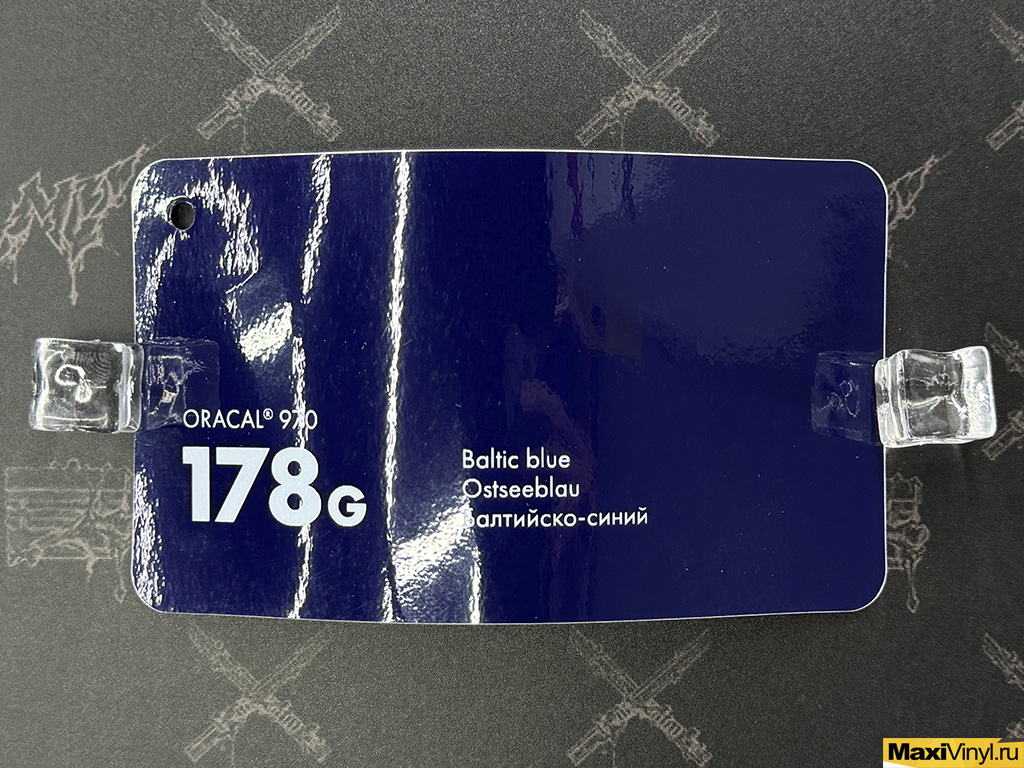 ORACAL® 970
178G
Baltic blue
Ostseeblau
Балтийско-синий
MaxiVinyl.ru